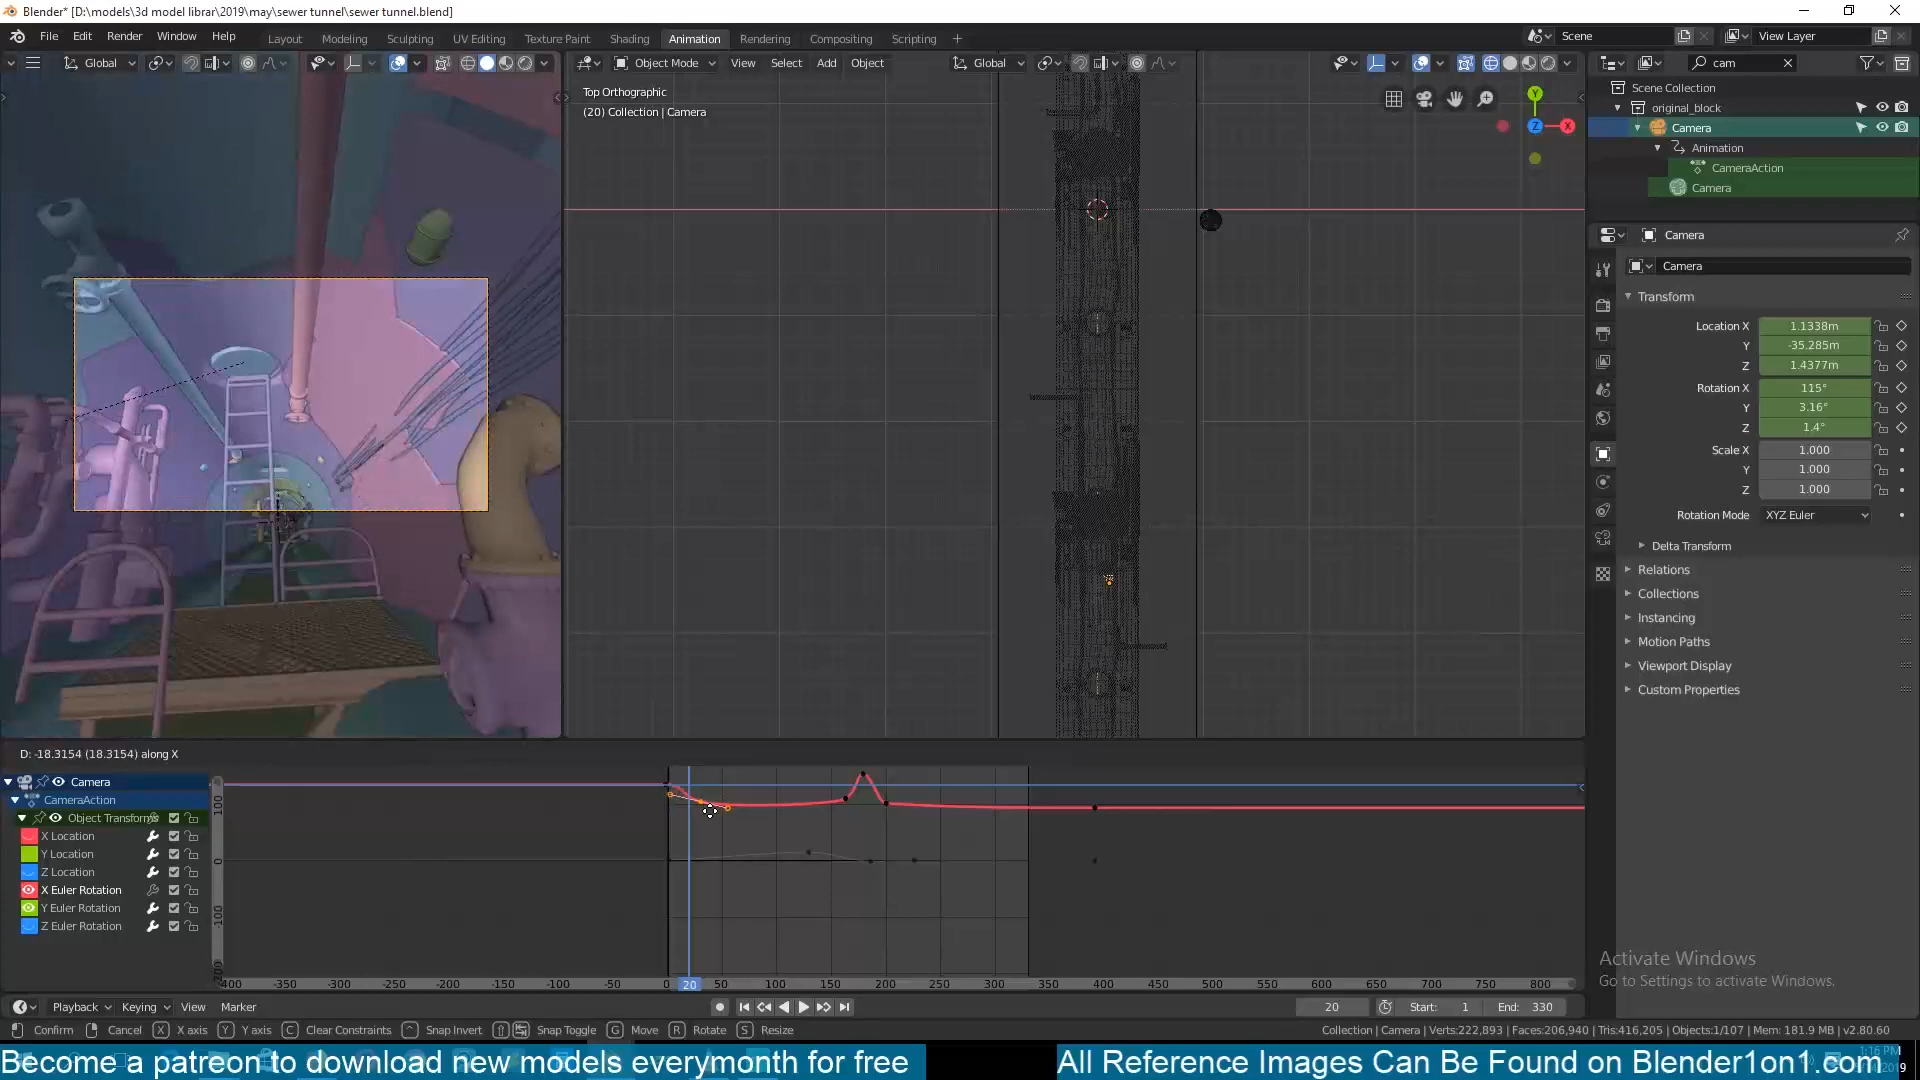 Blender* [D:\models\3d model librar\2019\may\sewer tunnel\sewer tunnel.blend]
File Edit Render Window Help
Layout Modeling Sculpting UV Editing Texture Paint Shading Animation Rendering Compositing Scripting +
Scene View Layer
Global
Object Mode View Select Add Object Global
cam
Top Orthographic
(20) Collection | Camera
Y
Z
X
Scene Collection
original_block
Camera
Animation
CameraAction
Camera
Camera
Camera
Transform
Location X 1.1338m
Y -35.285m
Z 1.4377m
Rotation X 115°
Y 3.16°
Z 1.4°
Scale X 1.000
Y 1.000
Z 1.000
Rotation Mode XYZ Euler
Delta Transform
Relations
Collections
Instancing
Motion Paths
Viewport Display
Custom Properties
D: -18.3154 (18.3154) along X
Camera
CameraAction
Object Transforms
X Location
Y Location
Z Location
X Euler Rotation
Y Euler Rotation
Z Euler Rotation
100
0
-100
-200
-400 -350 -300 -250 -200 -150 -100 -50 0 20 50 100 150 200 250 300 350 400 450 500 550 600 650 700 750 800
Playback Keying View Marker 20 Start: 1 End: 330
Confirm Cancel X X axis Y Y axis C Clear Constraints Snap Invert Snap Toggle G Move R Rotate S Resize
Collection | Camera | Verts:222,893 | Faces:206,940 | Tris:416,205 | Objects:1/107 | Mem: 181.9 MB | v2.80.60
Activate Windows
Go to Settings to activate Windows.
Become a patreon to download new models everymonth for free
All Reference Images Can Be Found on Blender1on1.com
1:16 PM